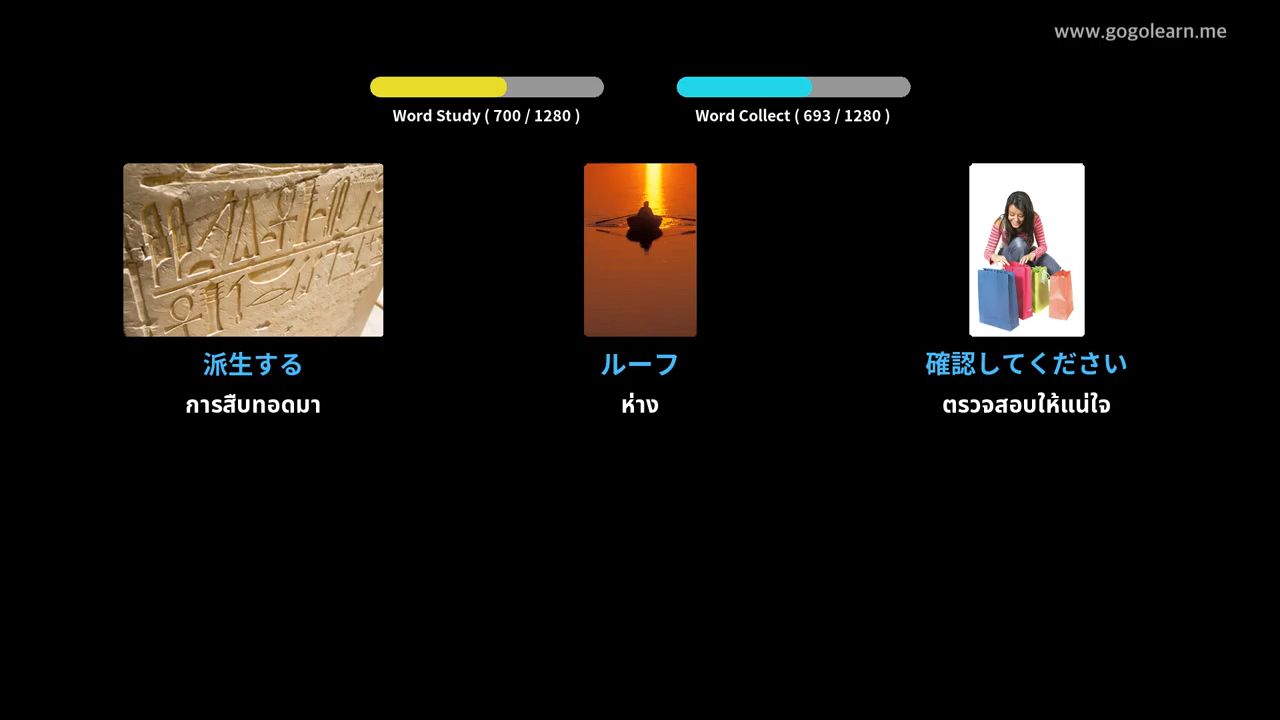 www.gogolearn.me
Word Study ( 700 / 1280 )
Word Collect ( 693 / 1280 )
派生する
ルーフ
確認してください
การสืบทอดมา
ห่าง
ตรวจสอบให้แน่ใจ